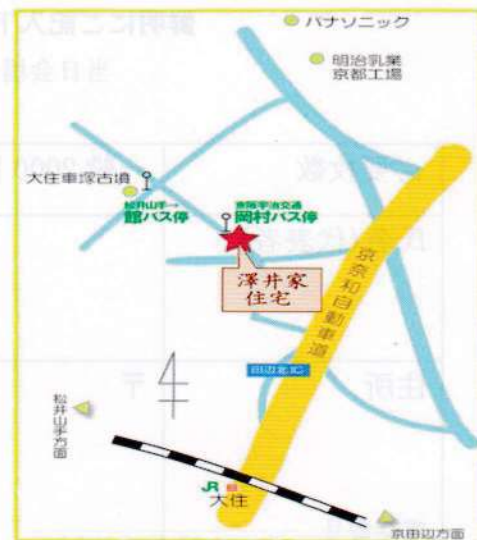 パナソニック
明治乳業
京都工場
大住車塚古墳
松井山手→
館バス停
京阪宇治交通
岡村バス停
澤井家
住宅
京奈和自動車道
田辺北IC
松井山手方面
JR
大住
京田辺方面